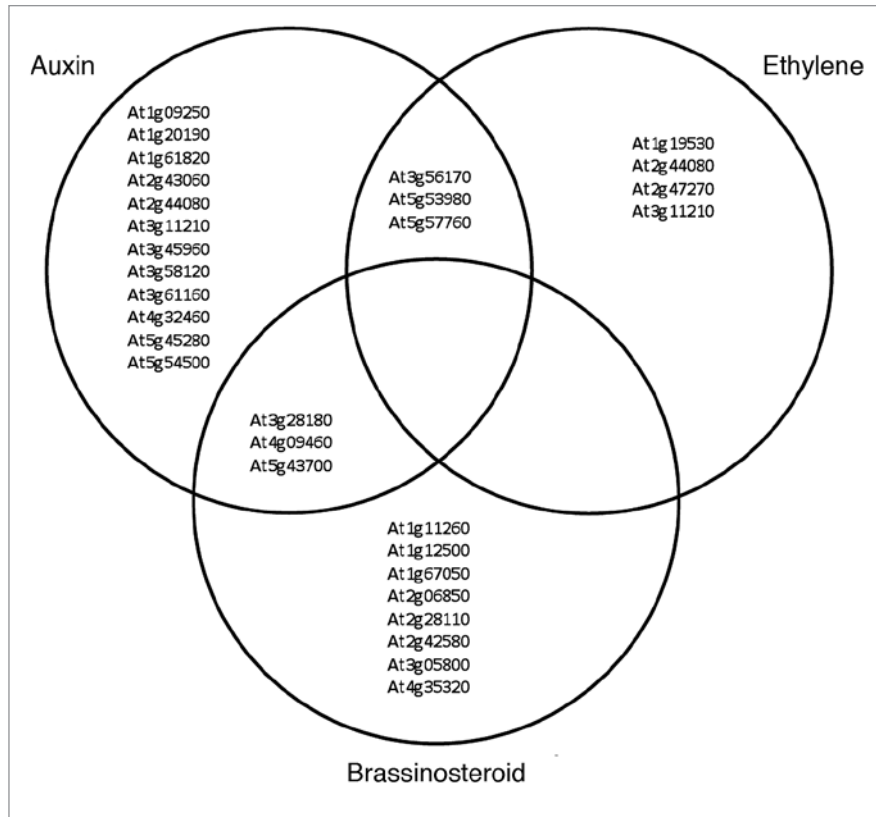 Auxin
Ethylene
At1g09250
At1g20190
At1g61820
At2g43060
At2g44080
At3g11210
At3g45960
At3g58120
At3g61160
At4g32460
At5g45280
At5g54500
At3g56170
At5g53980
At5g57760
At1g19530
At2g44080
At2g47270
At3g11210
At3g28180
At4g09460
At5g43700
At1g11260
At1g12500
At1g67050
At2g06850
At2g28110
At2g42580
At3g05800
At4g35320
Brassinosteroid